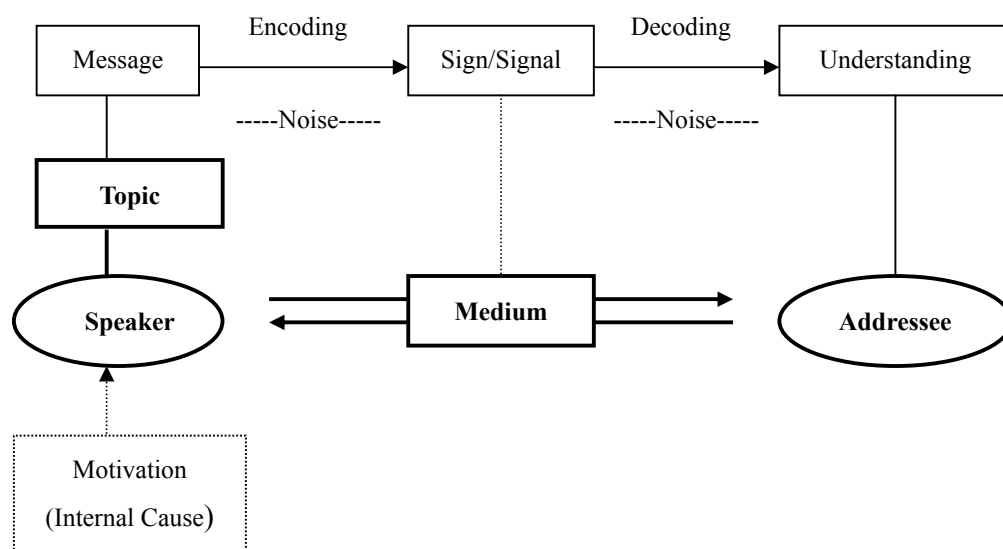 Encoding
Decoding
Message
Sign/Signal
Understanding
-----Noise-----
-----Noise-----
Topic
Speaker
Medium
Addressee
Motivation
(Internal Cause)